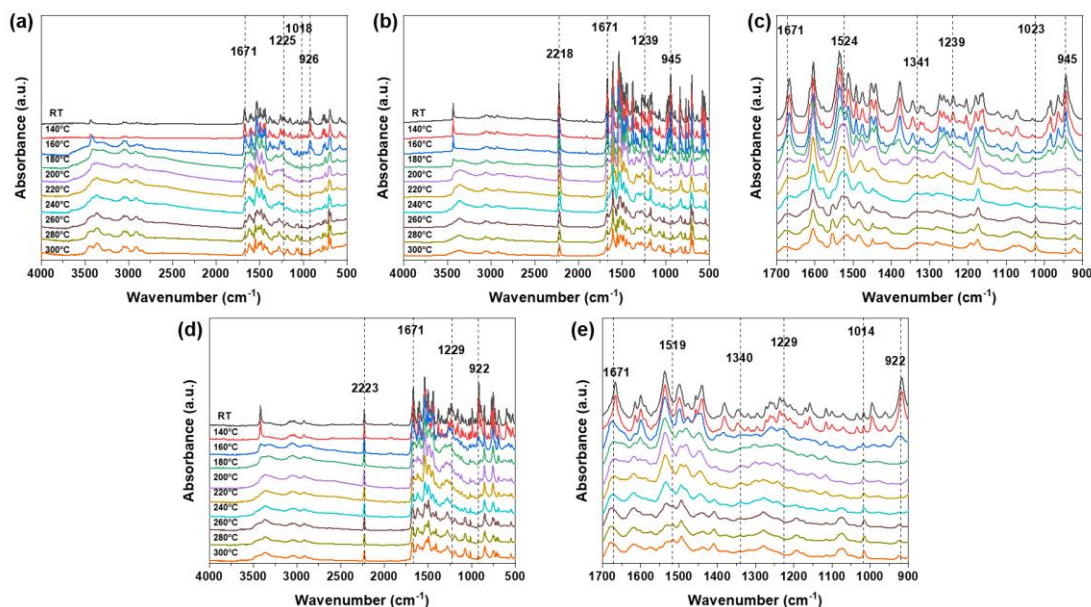 (a)
1018
1225
1671
926
RT
140°C
160°C
180°C
200°C
220°C
240°C
260°C
280°C
300°C
Absorbance (a.u.)
4000 3500 3000 2500 2000 1500 1000 500
Wavenumber (cm-1)
(b)
1671
1239
2218
945
RT
140°C
160°C
180°C
200°C
220°C
240°C
260°C
280°C
300°C
Absorbance (a.u.)
4000 3500 3000 2500 2000 1500 1000 500
Wavenumber (cm-1)
(c)
1671
1524
1341
1239
1023
945
Absorbance (a.u.)
1700 1600 1500 1400 1300 1200 1100 1000 900
Wavenumber (cm-1)
(d)
1671
1229
2223
922
RT
140°C
160°C
180°C
200°C
220°C
240°C
260°C
280°C
300°C
Absorbance (a.u.)
4000 3500 3000 2500 2000 1500 1000 500
Wavenumber (cm-1)
(e)
1671
1519
1340
1229
1014
922
Absorbance (a.u.)
1700 1600 1500 1400 1300 1200 1100 1000 900
Wavenumber (cm-1)